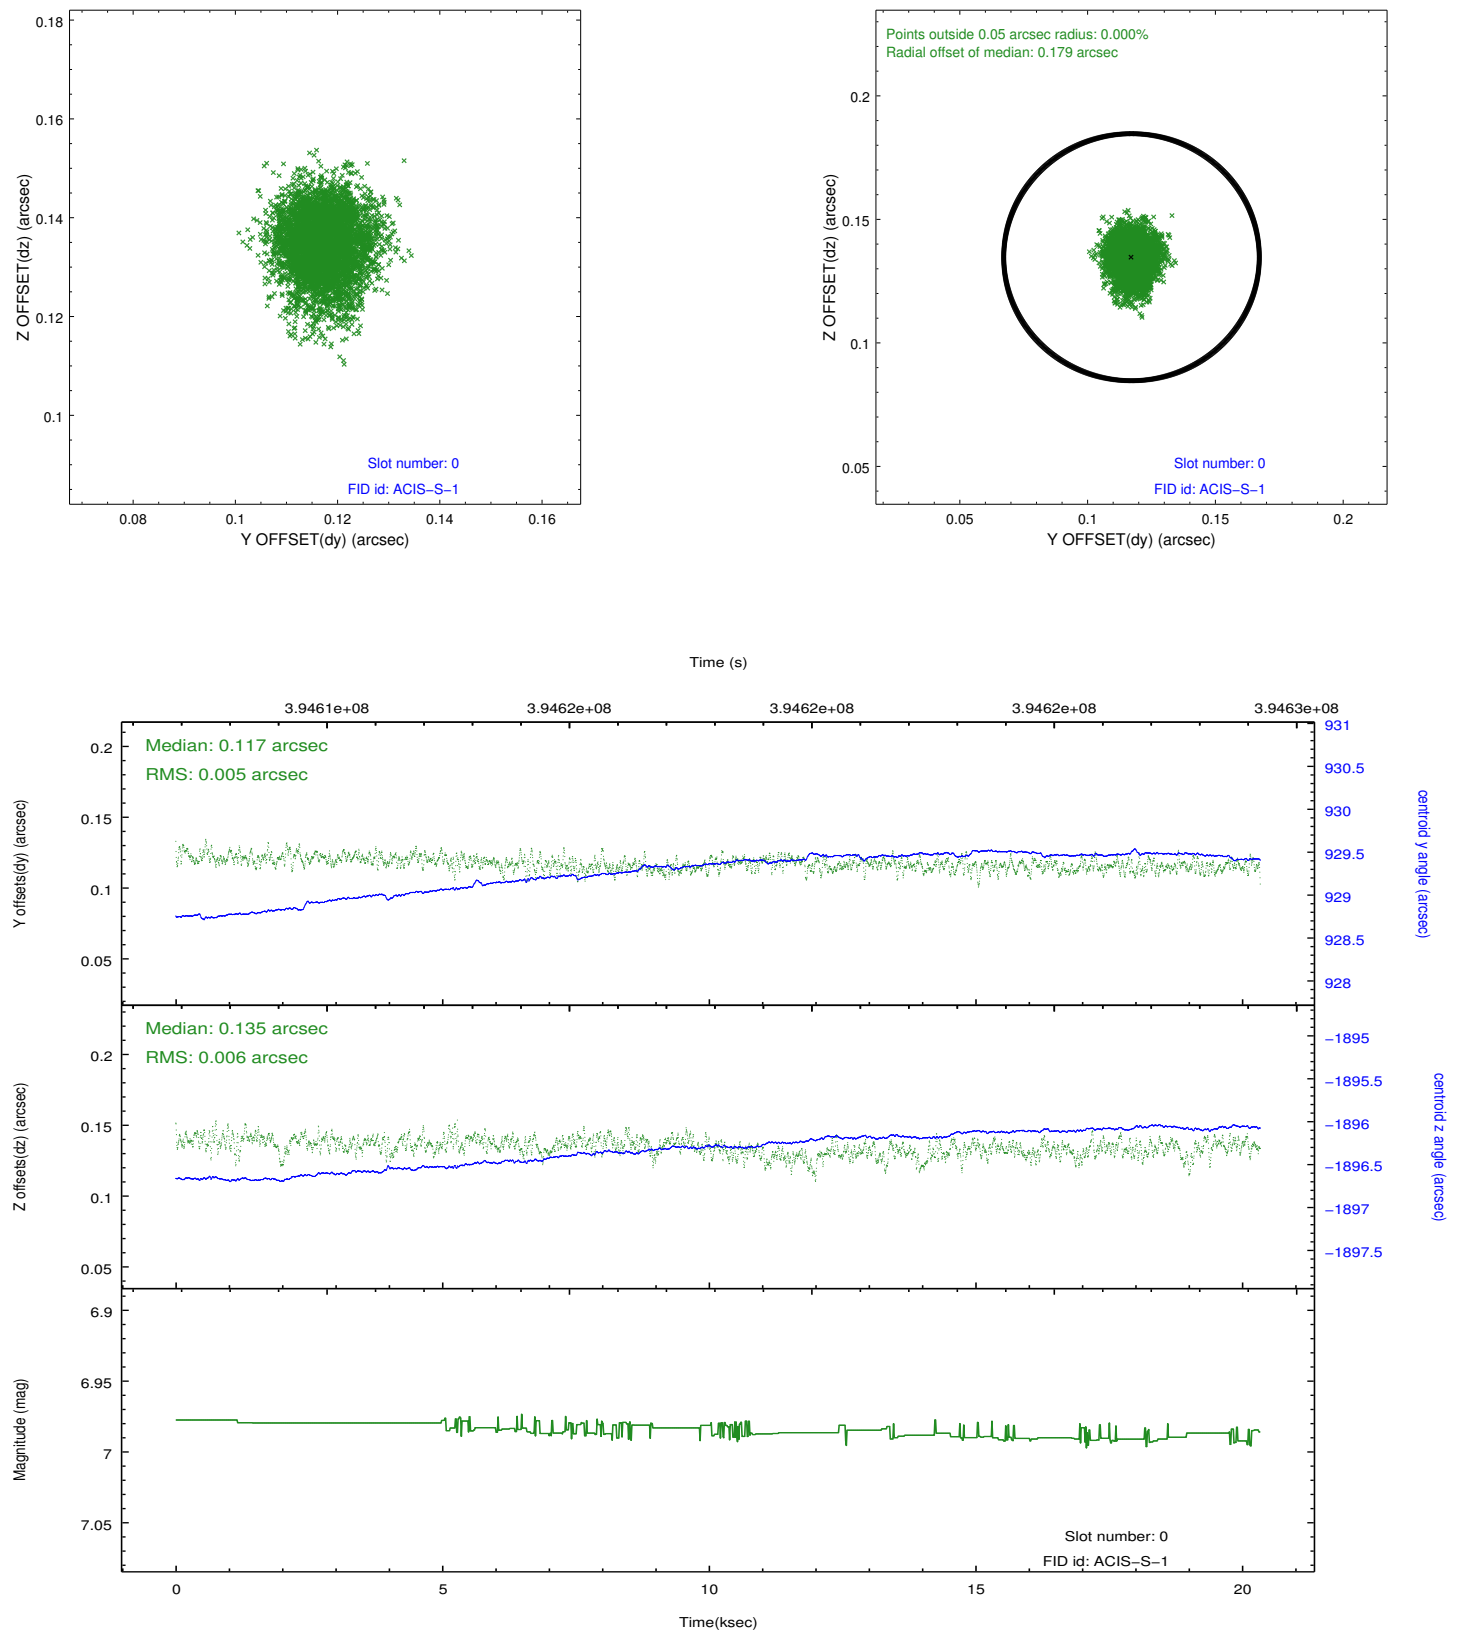 0.18
0.16
0.14
0.12
0.1
Z OFFSET(dz) (arcsec)
Slot number: 0
FID id: ACIS−S−1
0.08 0.1 0.12 0.14 0.16
Y OFFSET(dy) (arcsec)
Points outside 0.05 arcsec radius: 0.000%
Radial offset of median: 0.179 arcsec
0.2
0.15
0.1
0.05
Z OFFSET(dz) (arcsec)
Slot number: 0
FID id: ACIS−S−1
0.05 0.1 0.15 0.2
Y OFFSET(dy) (arcsec)
Time (s)
3.9461e+08 3.9462e+08 3.9462e+08 3.9462e+08 3.9463e+08
Median: 0.117 arcsec
RMS: 0.005 arcsec
0.2
0.15
0.1
0.05
Y offsets(dy) (arcsec)
931
930.5
930
929.5
929
928.5
928
centroid y angle (arcsec)
Median: 0.135 arcsec
RMS: 0.006 arcsec
0.2
0.15
0.1
0.05
Z offsets(dz) (arcsec)
−1895
−1895.5
−1896
−1896.5
−1897
−1897.5
centroid z angle (arcsec)
6.9
6.95
7
7.05
Magnitude (mag)
Slot number: 0
FID id: ACIS−S−1
0 5 10 15 20
Time(ksec)